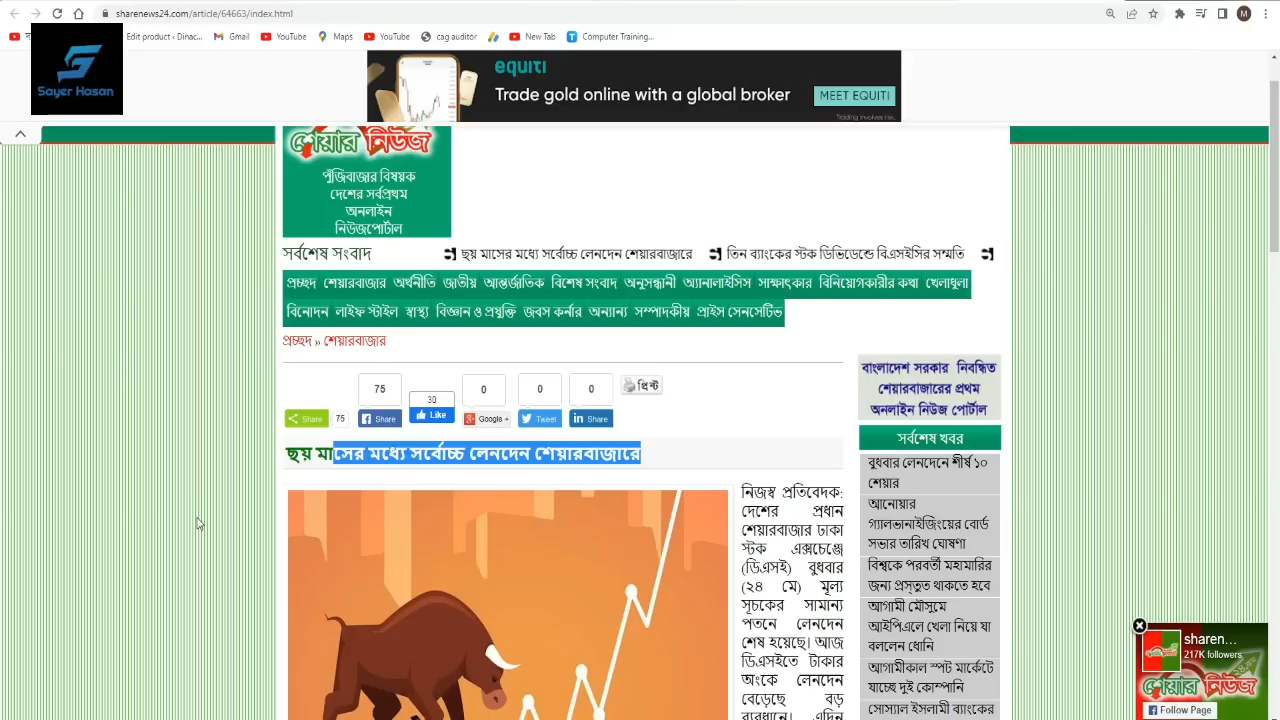 sharenews24.com/article/64663/index.html
M
Edit product ‹ Dinac...
Gmail
YouTube
Maps
YouTube
cag auditor
New Tab
Computer Training...
Sayer Hasan
equiti
Trade gold online with a global broker
MEET EQUITI
Trading involves risk.
শেয়ার নিউজ
পুঁজিবাজার বিষয়ক
দেশের সর্বপ্রথম
অনলাইন
নিউজপোর্টাল
সর্বশেষ সংবাদ
ছয় মাসের মধ্যে সর্বোচ্চ লেনদেন শেয়ারবাজারে
তিন ব্যাংকের স্টক ডিভিডেন্ডে বিএসইসির সম্মতি
প্রচ্ছদ শেয়ারবাজার অর্থনীতি জাতীয় আন্তর্জাতিক বিশেষ সংবাদ অনুসন্ধানী অ্যানালাইসিস সাক্ষাৎকার বিনিয়োগকারীর কথা খেলাধুলা
বিনোদন লাইফ স্টাইল স্বাস্থ্য বিজ্ঞান ও প্রযুক্তি জবস কর্নার অন্যান্য সম্পাদকীয় প্রাইস সেনসেটিভ
প্রচ্ছদ » শেয়ারবাজার
75
30
0
0
0
প্রিন্ট
Share
75
Share
Like
Google +
Tweet
Share
ছয় মাসের মধ্যে সর্বোচ্চ লেনদেন শেয়ারবাজারে
নিজস্ব প্রতিবেদক:
দেশের প্রধান
শেয়ারবাজার ঢাকা
স্টক এক্সচেঞ্জে
(ডিএসই) বুধবার
(২৪ মে) মূল্য
সূচকের সামান্য
পতনে লেনদেন
শেষ হয়েছে। আজ
ডিএসইতে টাকার
অংকে লেনদেন
বেড়েছে বড়
ব্যবধানে। এদিন
বাংলাদেশ সরকার নিবন্ধিত
শেয়ারবাজারের প্রথম
অনলাইন নিউজ পোর্টাল
সর্বশেষ খবর
বুধবার লেনদেনে শীর্ষ ১০
শেয়ার
আনোয়ার
গ্যালভানাইজিংয়ের বোর্ড
সভার তারিখ ঘোষণা
বিশ্বকে পরবর্তী মহামারির
জন্য প্রস্তুত থাকতে হবে
আগামী মৌসুমে
আইপিএলে খেলা নিয়ে যা
বললেন ধোনি
আগামীকাল স্পট মার্কেটে
যাচ্ছে দুই কোম্পানি
সোস্যাল ইসলামী ব্যাংকের
sharen...
217K followers
শেয়ার নিউজ
Follow Page